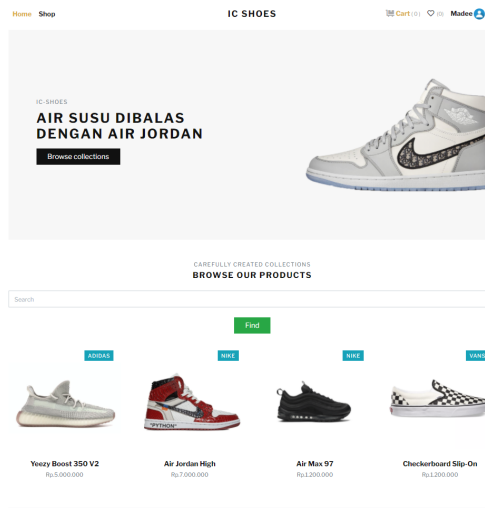 Home Shop IC SHOES Cart (0) (0) Madee
IC-SHOES
AIR SUSU DIBALAS
DENGAN AIR JORDAN
Browse collections
CAREFULLY CREATED COLLECTIONS
BROWSE OUR PRODUCTS
Search
Find
ADIDAS NIKE NIKE VANS
"PYTHON"
Yeezy Boost 350 V2 Air Jordan High Air Max 97 Checkerboard Slip-On
Rp.5.000.000 Rp.7.000.000 Rp.1.200.000 Rp.1.200.000